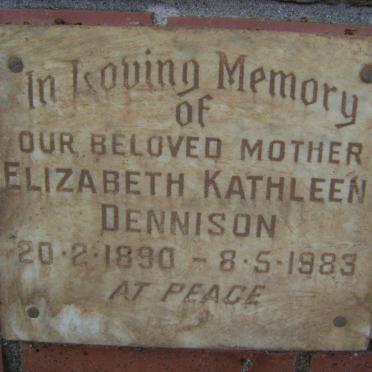 In Loving Memory
of
OUR BELOVED MOTHER
ELIZABETH KATHLEEN
DENNISON
20·2·1890 - 8·5·1983
AT PEACE